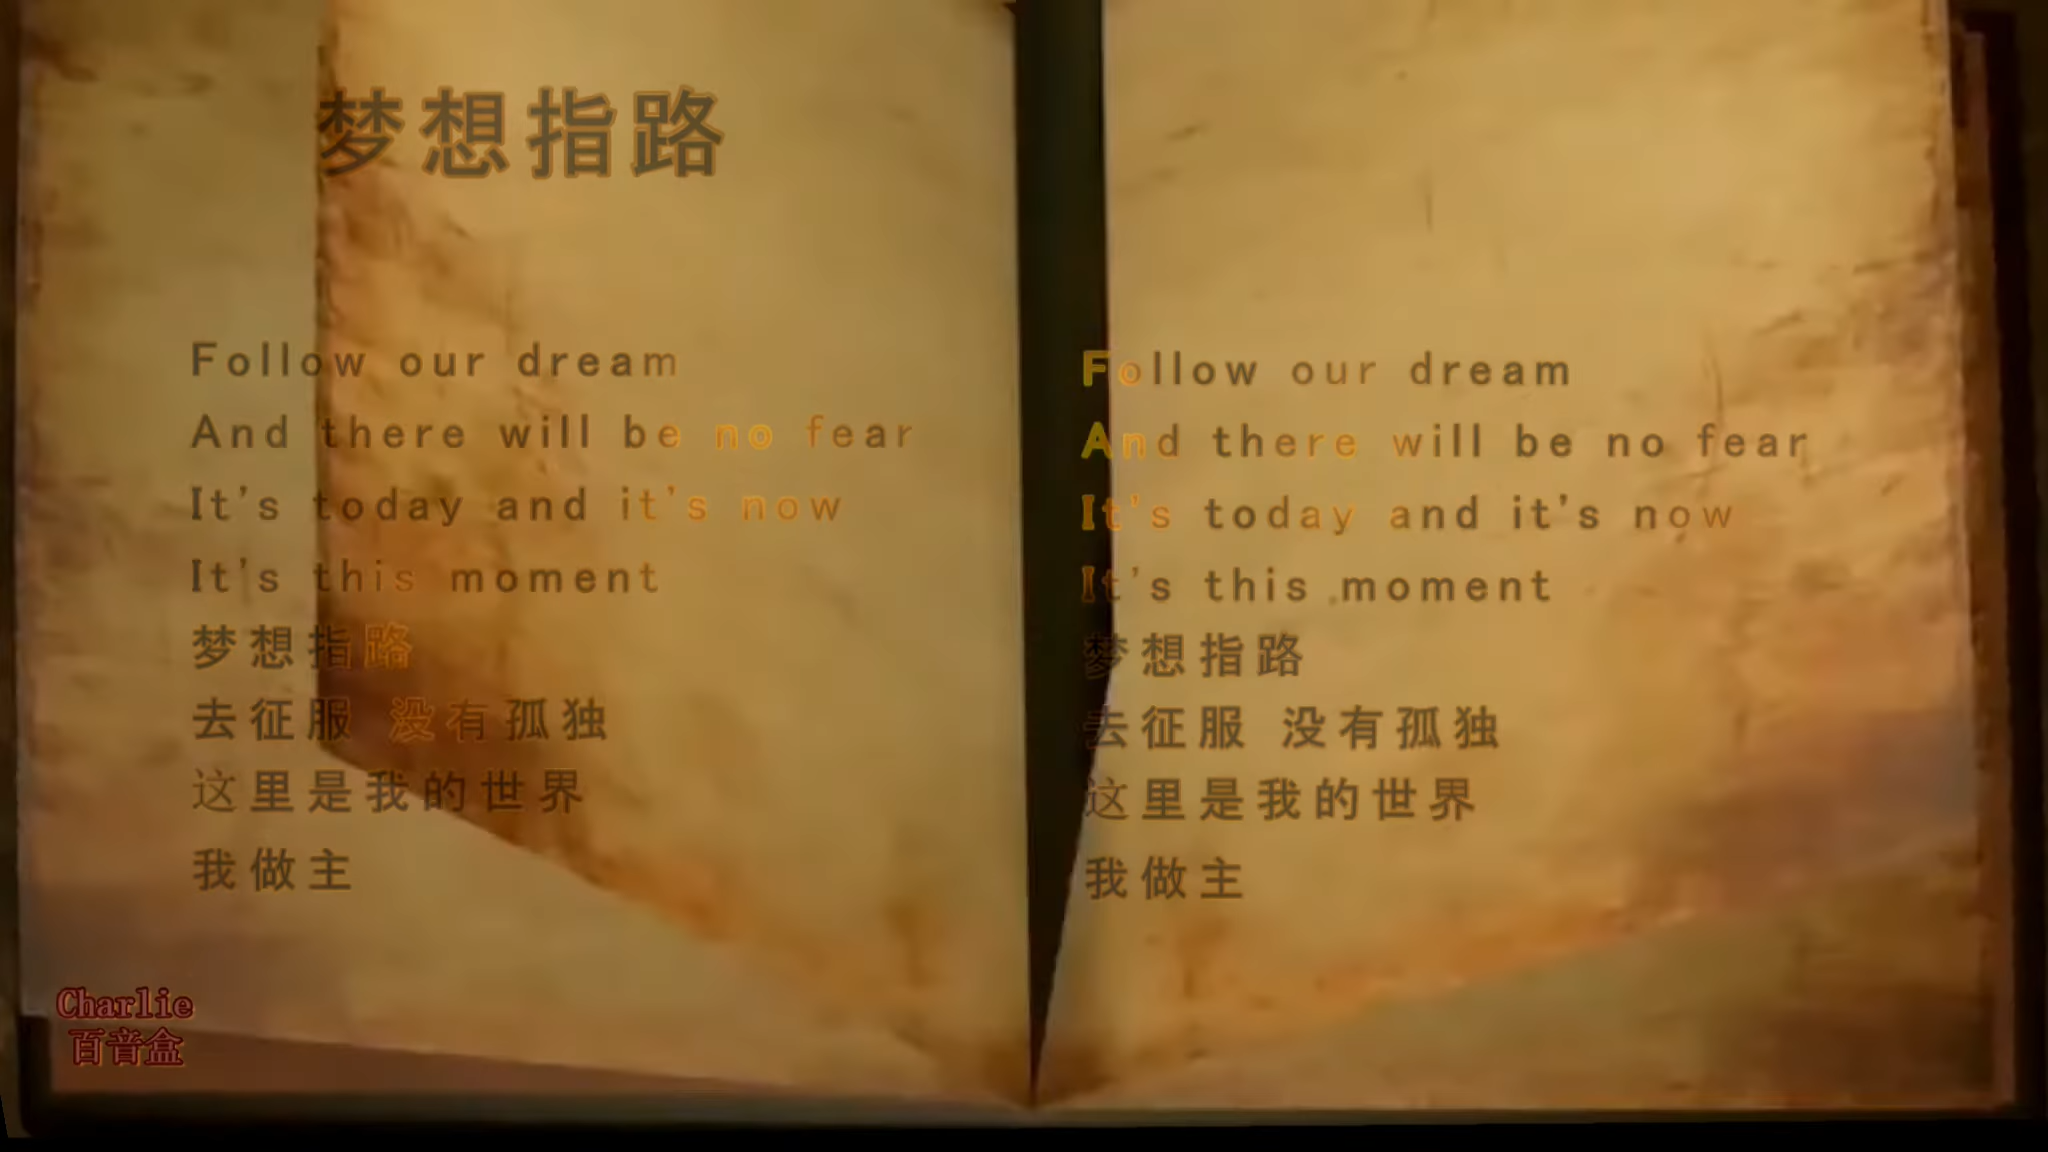 梦想指路
Follow our dream
And there will be no fear
It's today and it's now
It's this moment
梦想指路
去征服 没有孤独
这里是我的世界
我做主
Follow our dream
And there will be no fear
It's today and it's now
It's this moment
梦想指路
去征服 没有孤独
这里是我的世界
我做主
Charlie
百音盒